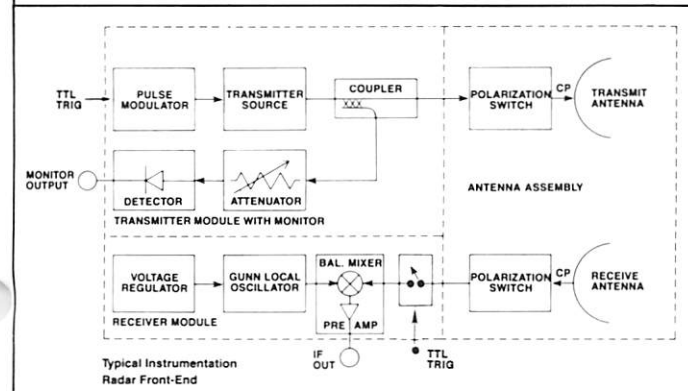 TTL
TRIG
PULSE
MODULATOR
TRANSMITTER
SOURCE
COUPLER
XXX
POLARIZATION
SWITCH
CP
TRANSMIT
ANTENNA
MONITOR
OUTPUT
DETECTOR
ATTENUATOR
TRANSMITTER MODULE WITH MONITOR
ANTENNA ASSEMBLY
VOLTAGE
REGULATOR
GUNN LOCAL
OSCILLATOR
BAL. MIXER
PRE AMP
POLARIZATION
SWITCH
CP
RECEIVE
ANTENNA
RECEIVER MODULE
IF
OUT
TTL
TRIG
Typical Instrumentation
Radar Front-End